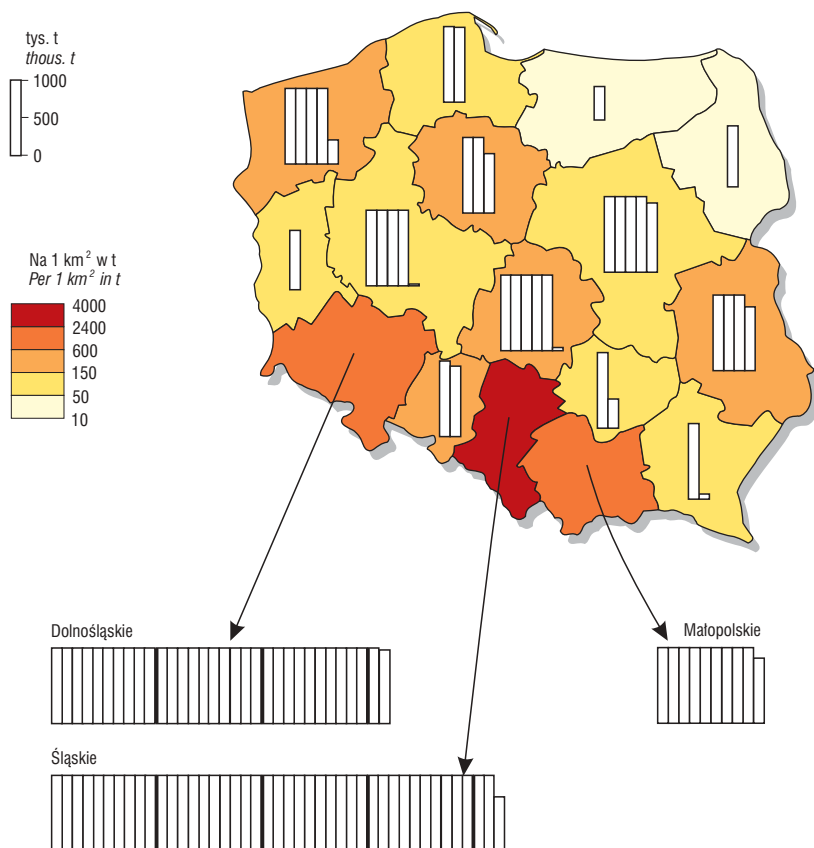 tys. t
thous. t
1000
500
0
Na 1 km² w t
Per 1 km² in t
4000
2400
600
150
50
10
Dolnośląskie
Małopolskie
Śląskie